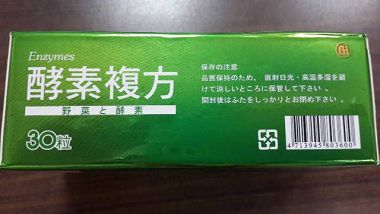 Enzymes
酵素複方
野菜と酵素
30粒
保存の注意
品質保持のため、直射日光・高温多湿を避
けて涼しいところに保管して下さい。
開封後はふたをしっかりとお閉め下さい。
4 713945 803600